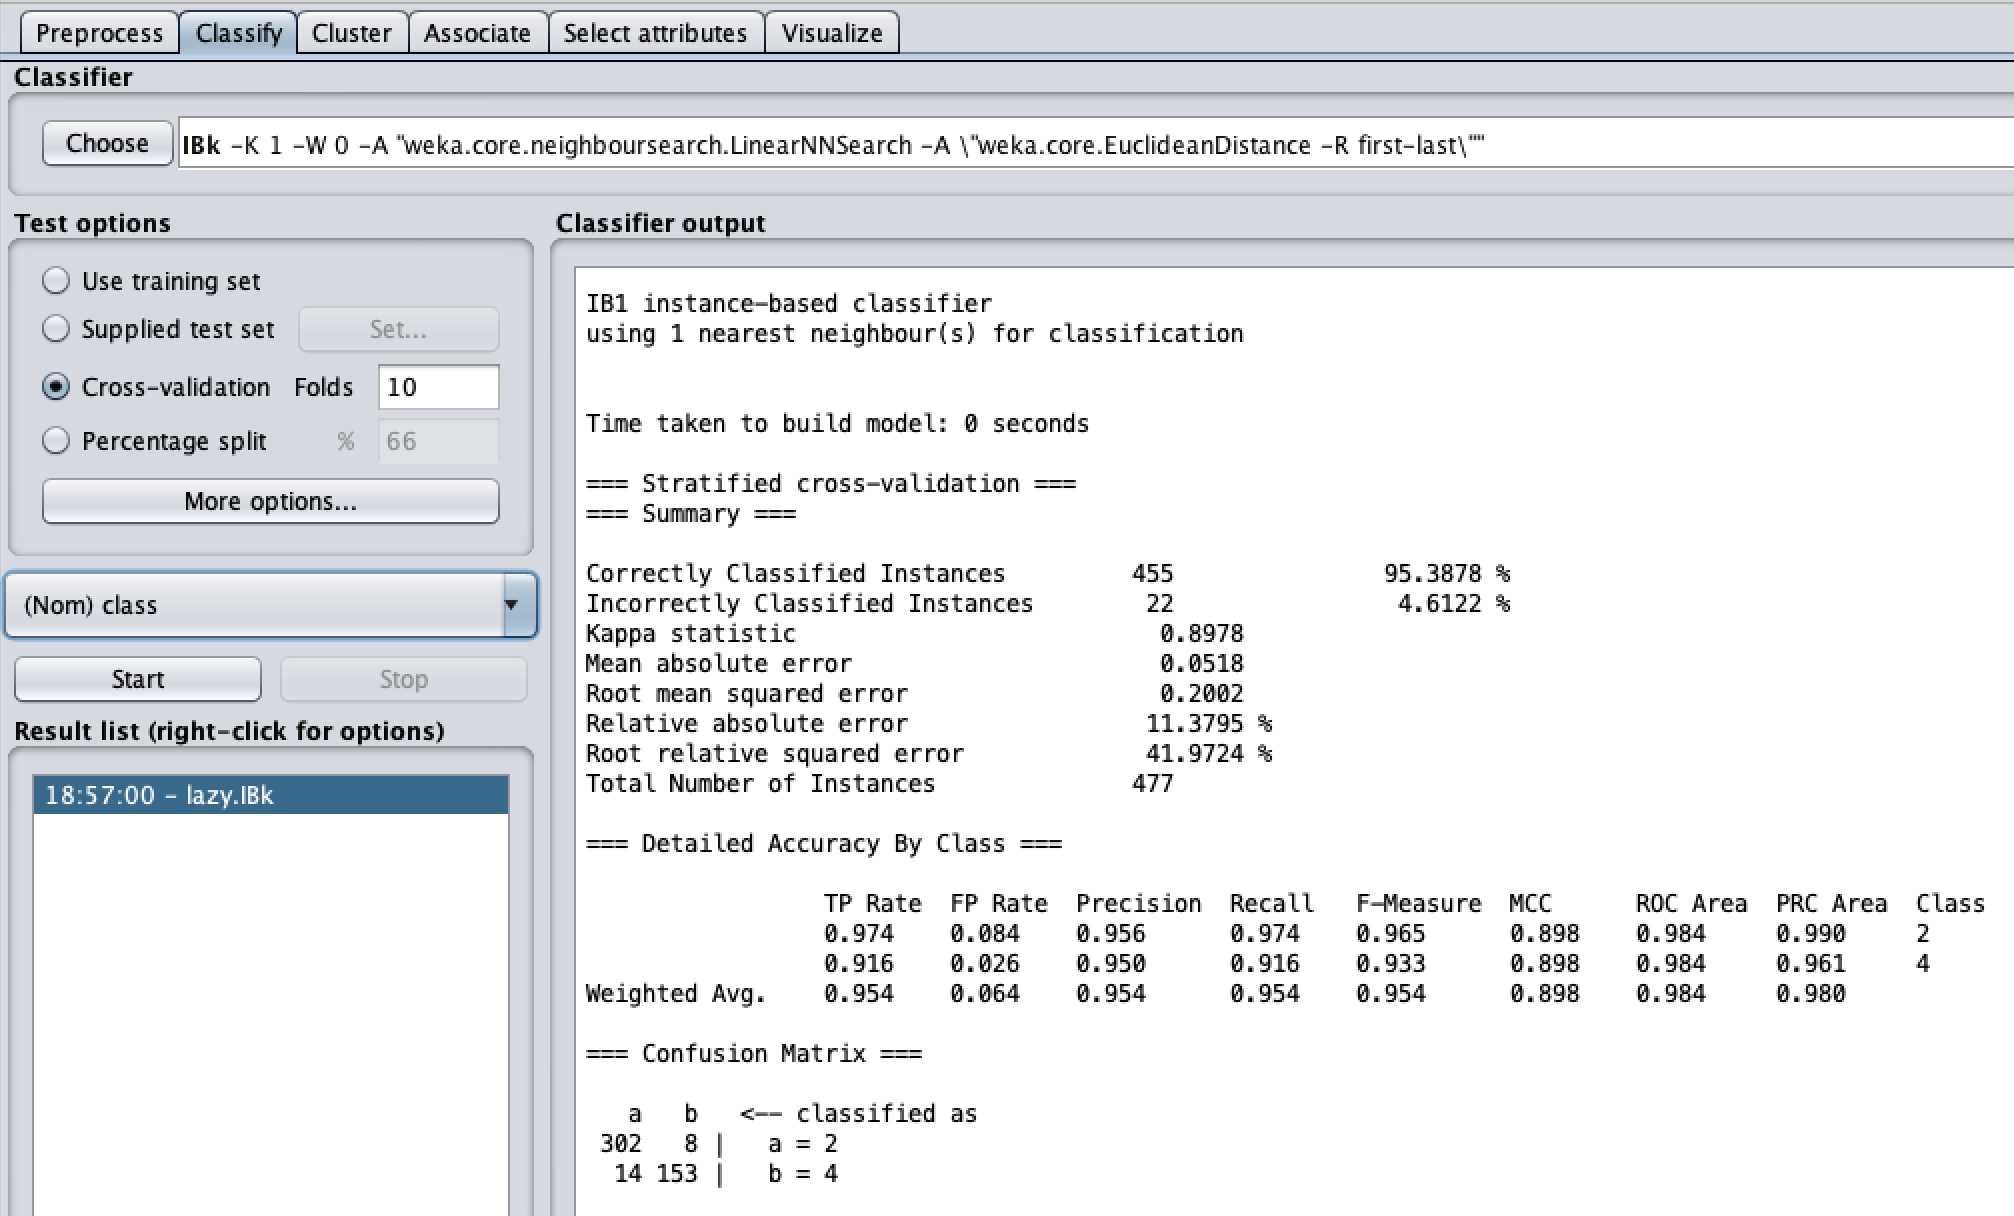 Preprocess Classify Cluster Associate Select attributes Visualize
Classifier
Choose IBk -K 1 -W 0 -A "weka.core.neighboursearch.LinearNNSearch -A \"weka.core.EuclideanDistance -R first-last\""
Test options
Use training set
Supplied test set Set...
Cross-validation Folds 10
Percentage split % 66
More options...
(Nom) class
Start Stop
Result list (right-click for options)
18:57:00 - lazy.IBk
Classifier output
IB1 instance-based classifier
using 1 nearest neighbour(s) for classification
Time taken to build model: 0 seconds
=== Stratified cross-validation ===
=== Summary ===
Correctly Classified Instances 455 95.3878 %
Incorrectly Classified Instances 22 4.6122 %
Kappa statistic 0.8978
Mean absolute error 0.0518
Root mean squared error 0.2002
Relative absolute error 11.3795 %
Root relative squared error 41.9724 %
Total Number of Instances 477
=== Detailed Accuracy By Class ===
TP Rate FP Rate Precision Recall F-Measure MCC ROC Area PRC Area Class
0.974 0.084 0.956 0.974 0.965 0.898 0.984 0.990 2
0.916 0.026 0.950 0.916 0.933 0.898 0.984 0.961 4
Weighted Avg. 0.954 0.064 0.954 0.954 0.954 0.898 0.984 0.980
=== Confusion Matrix ===
a b <-- classified as
302 8 | a = 2
14 153 | b = 4